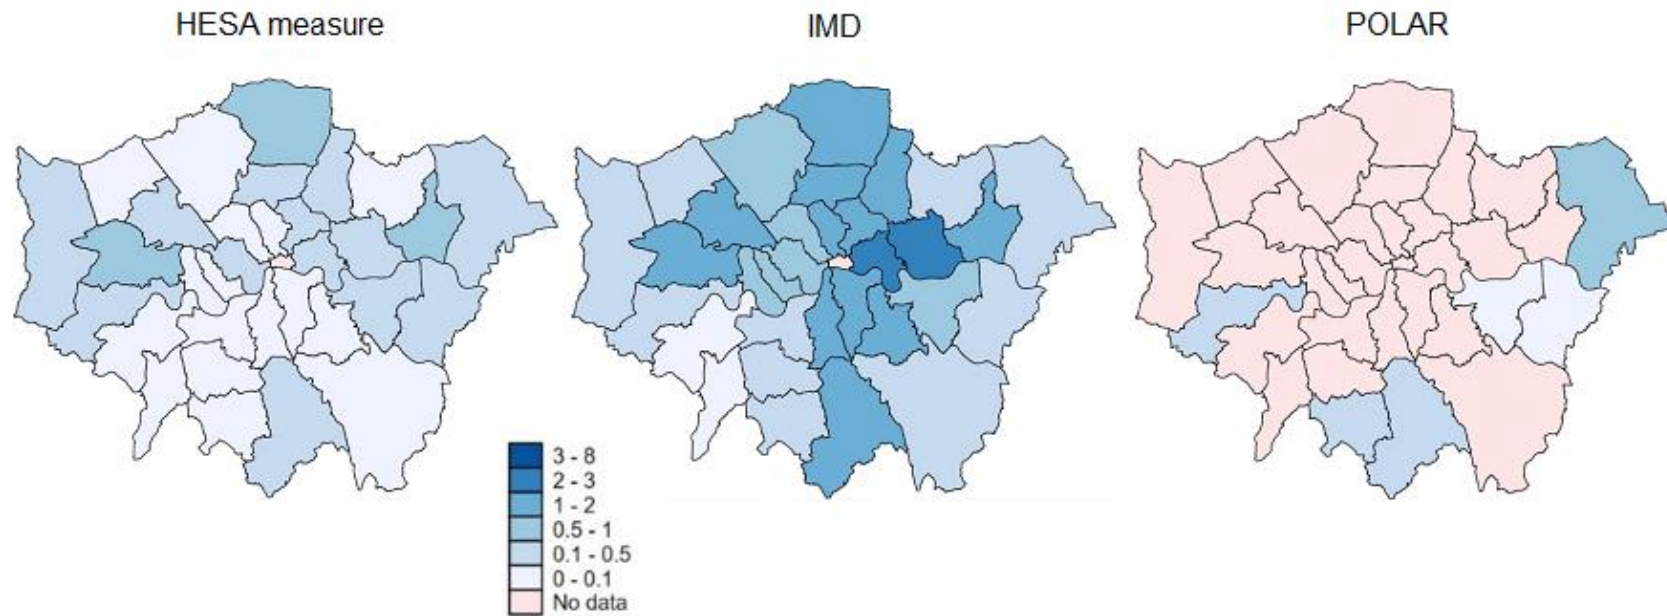 HESA measure
IMD
POLAR
3 - 8
2 - 3
1 - 2
0.5 - 1
0.1 - 0.5
0 - 0.1
No data